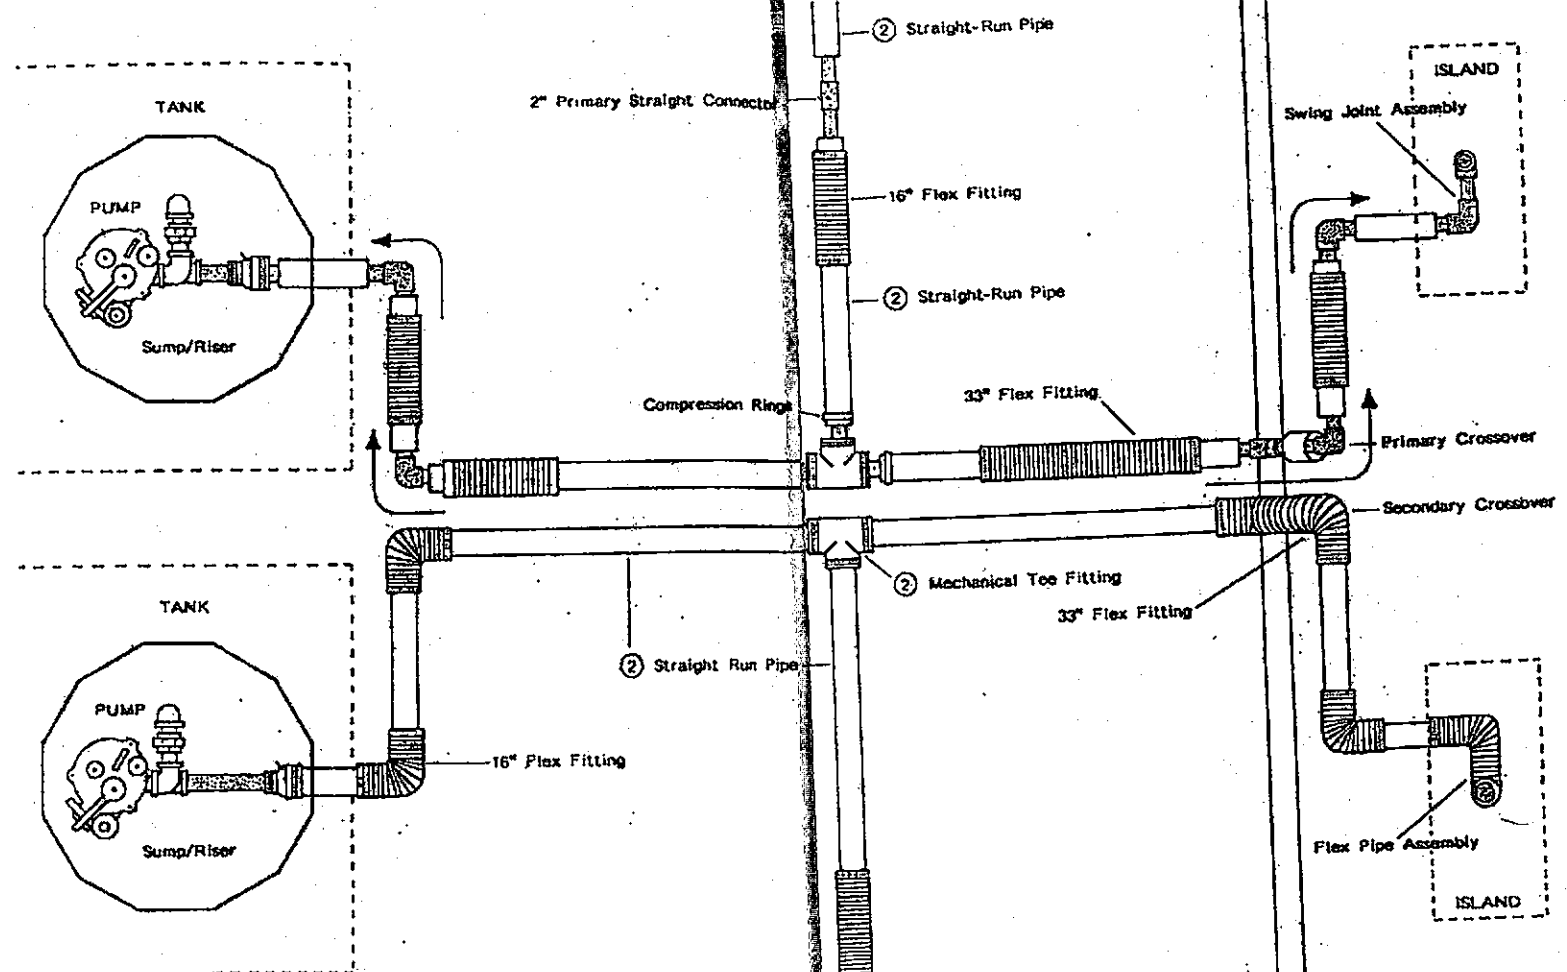 ② Straight-Run Pipe
ISLAND
TANK
2" Primary Straight Connector
Swing Joint Assembly
PUMP
16" Flex Fitting
② Straight-Run Pipe
Sump/Riser
33" Flex Fitting
Compression Rings
Primary Crossover
Secondary Crossover
② Mechanical Tee Fitting
TANK
33" Flex Fitting
② Straight Run Pipe
PUMP
16" Flex Fitting
Sump/Riser
Flex Pipe Assembly
ISLAND